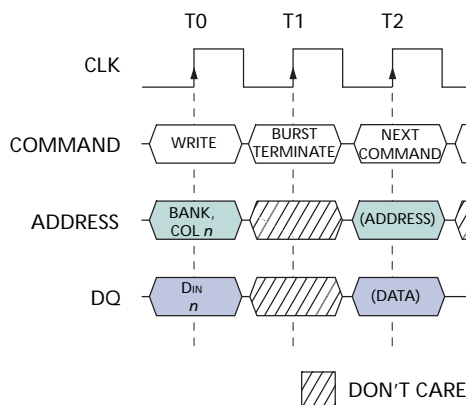 T0 T1 T2
CLK
COMMAND WRITE BURST TERMINATE NEXT COMMAND
ADDRESS BANK, COL n (ADDRESS)
DQ DIN n (DATA)
DON'T CARE